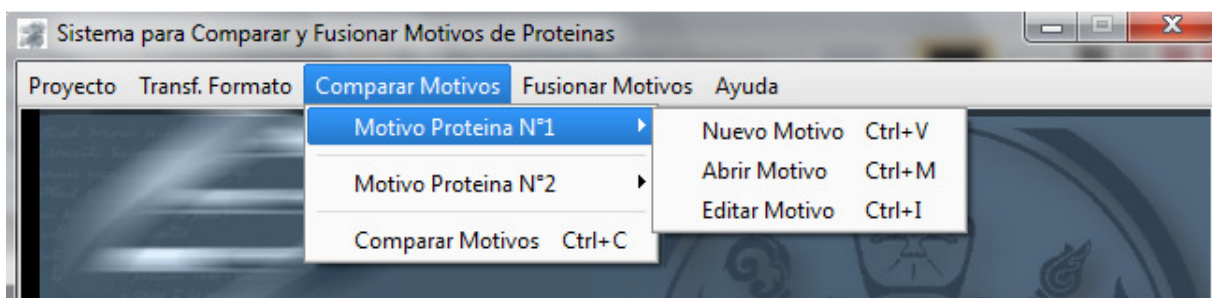 Sistema para Comparar y Fusionar Motivos de Proteinas
Proyecto Transf. Formato Comparar Motivos Fusionar Motivos Ayuda
Motivo Proteina N°1
Nuevo Motivo Ctrl+V
Abrir Motivo Ctrl+M
Motivo Proteina N°2
Editar Motivo Ctrl+I
Comparar Motivos Ctrl+C